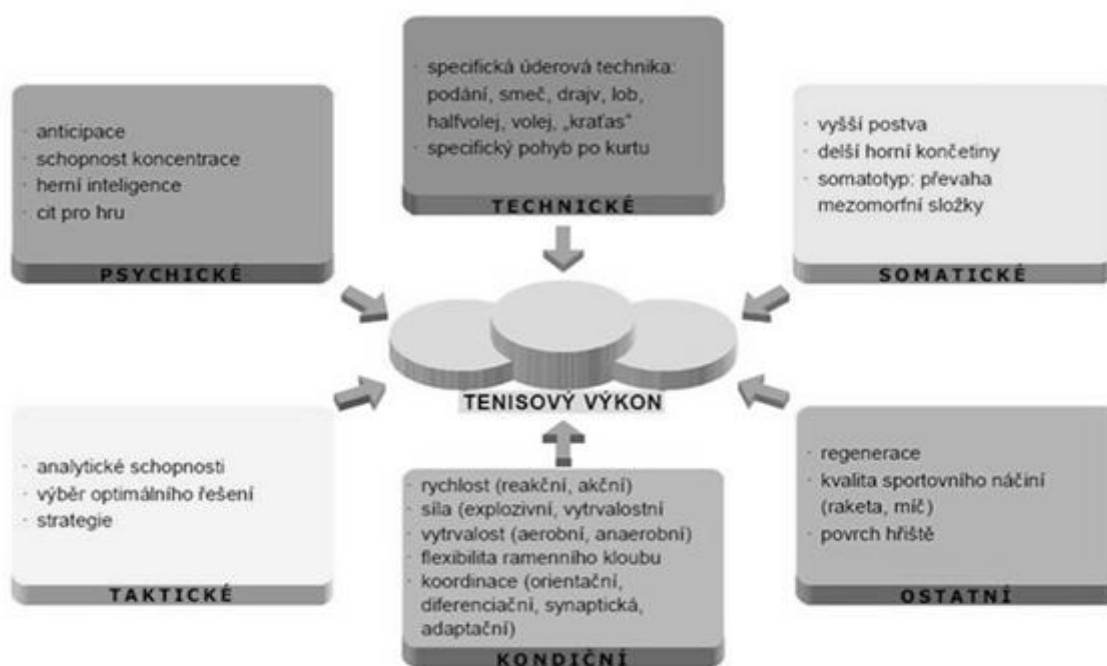 · specifická úderová technika:
podání, smeč, drajv, lob,
halfvolej, volej, „kraťas“
· specifický pohyb po kurtu
TECHNICKÉ
· anticipace
· schopnost koncentrace
· herní inteligence
· cit pro hru
PSYCHICKÉ
· vyšší postva
· delší horní končetiny
· somatotyp: převaha
mezomorfní složky
SOMATICKÉ
TENISOVÝ VÝKON
· analytické schopnosti
· výběr optimálního řešení
· strategie
TAKTICKÉ
· rychlost (reakční, akční)
· síla (explozivní, vytrvalostní
· vytrvalost (aerobní, anaerobní)
· flexibilita ramenního kloubu
· koordinace (orientační,
diferenciační, synaptická,
adaptační)
KONDIČNÍ
· regenerace
· kvalita sportovního náčiní
(raketa, míč)
· povrch hřiště
OSTATNÍ